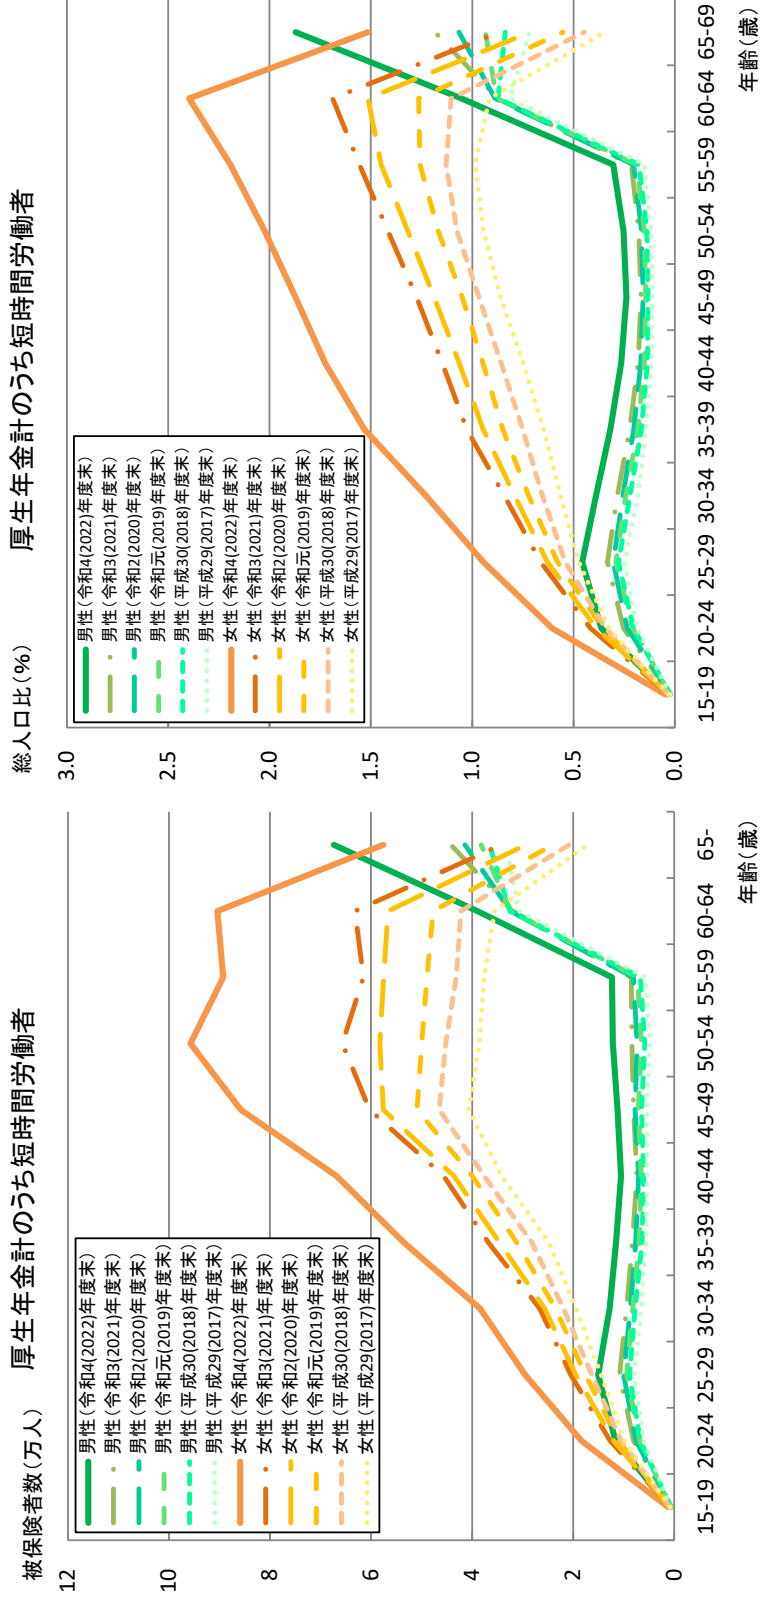 被保険者数(万人)
厚生年金計のうち短時間労働者
12
10
8
6
4
2
0
男性(令和4(2022)年度末)
男性(令和3(2021)年度末)
男性(令和2(2020)年度末)
男性(令和元(2019)年度末)
男性(平成30(2018)年度末)
男性(平成29(2017)年度末)
女性(令和4(2022)年度末)
女性(令和3(2021)年度末)
女性(令和2(2020)年度末)
女性(令和元(2019)年度末)
女性(平成30(2018)年度末)
女性(平成29(2017)年度末)
15-19 20-24 25-29 30-34 35-39 40-44 45-49 50-54 55-59 60-64 65-
年齢(歳)
総人口比(%)
厚生年金計のうち短時間労働者
3.0
2.5
2.0
1.5
1.0
0.5
0.0
男性(令和4(2022)年度末)
男性(令和3(2021)年度末)
男性(令和2(2020)年度末)
男性(令和元(2019)年度末)
男性(平成30(2018)年度末)
男性(平成29(2017)年度末)
女性(令和4(2022)年度末)
女性(令和3(2021)年度末)
女性(令和2(2020)年度末)
女性(令和元(2019)年度末)
女性(平成30(2018)年度末)
女性(平成29(2017)年度末)
15-19 20-24 25-29 30-34 35-39 40-44 45-49 50-54 55-59 60-64 65-69
年齢(歳)